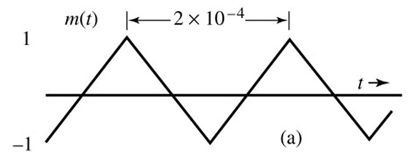 m(t)
2 × 10⁻⁴
1
t →
–1
(a)